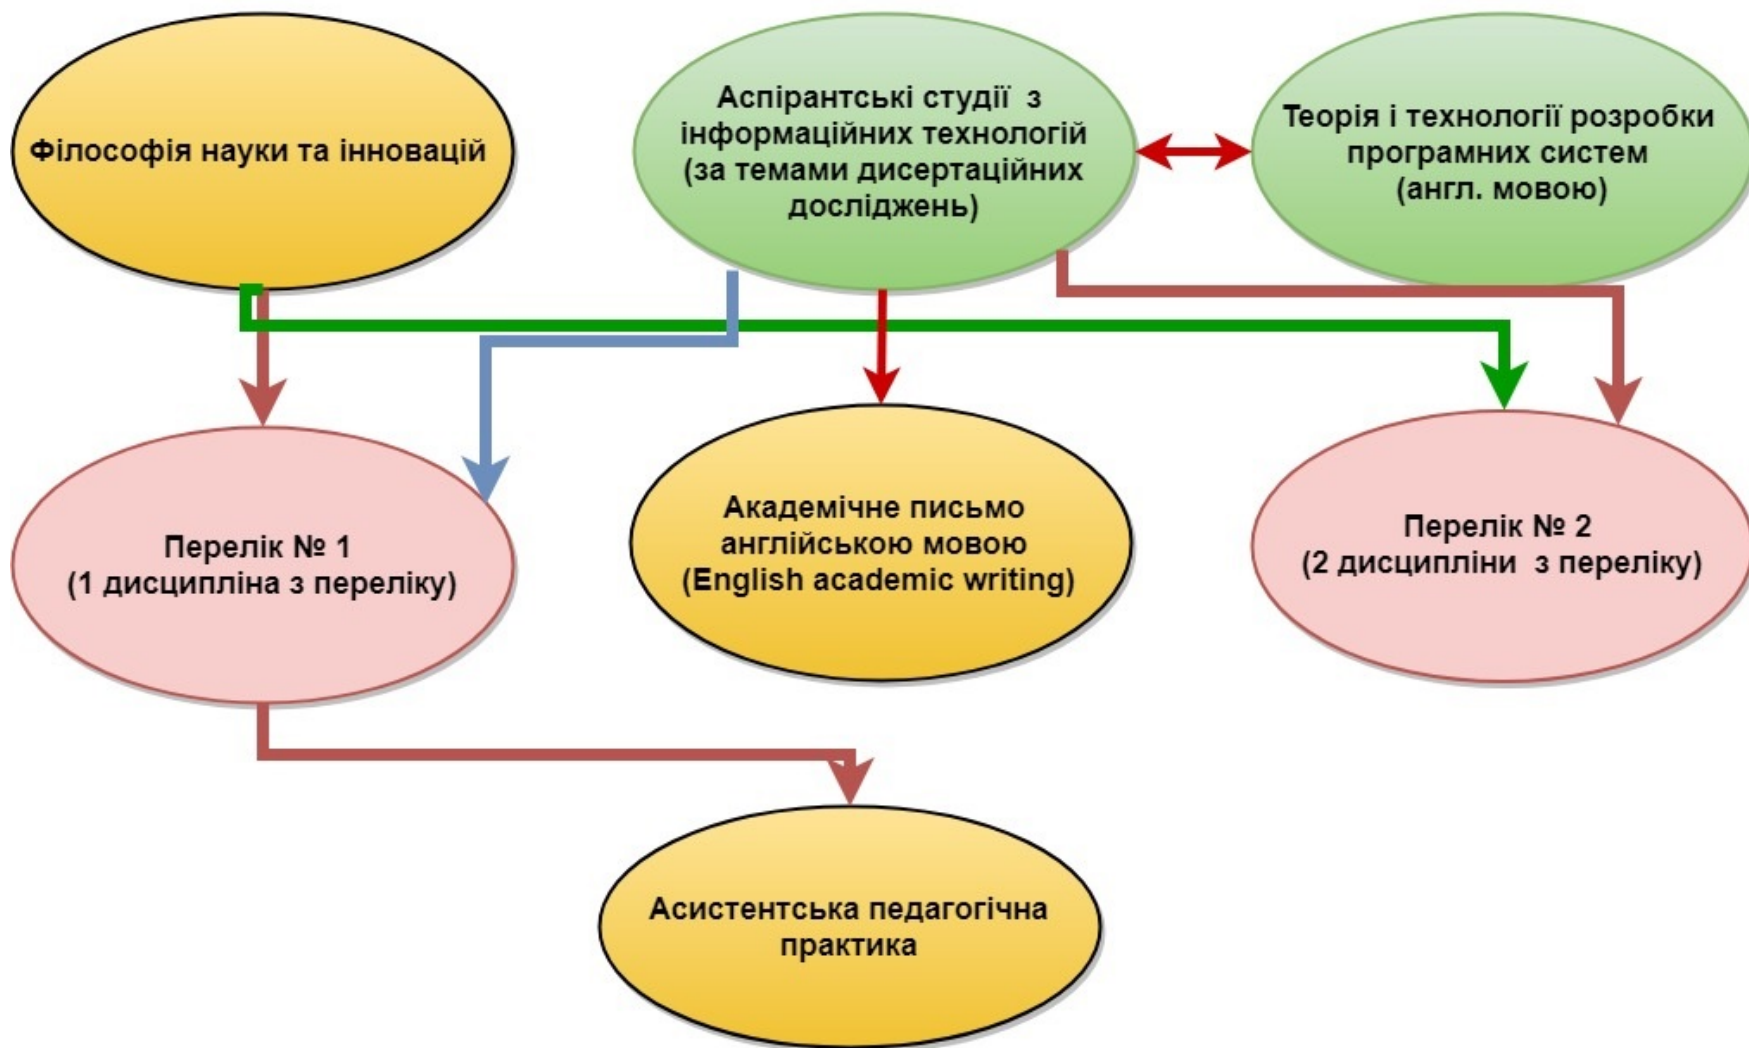 Філософія науки та інновацій
Аспірантські студії з
інформаційних технологій
(за темами дисертаційних
досліджень)
Теорія і технології розробки
програмних систем
(англ. мовою)
Перелік № 1
(1 дисципліна з переліку)
Академічне письмо
англійською мовою
(English academic writing)
Перелік № 2
(2 дисципліни з переліку)
Асистентська педагогічна
практика